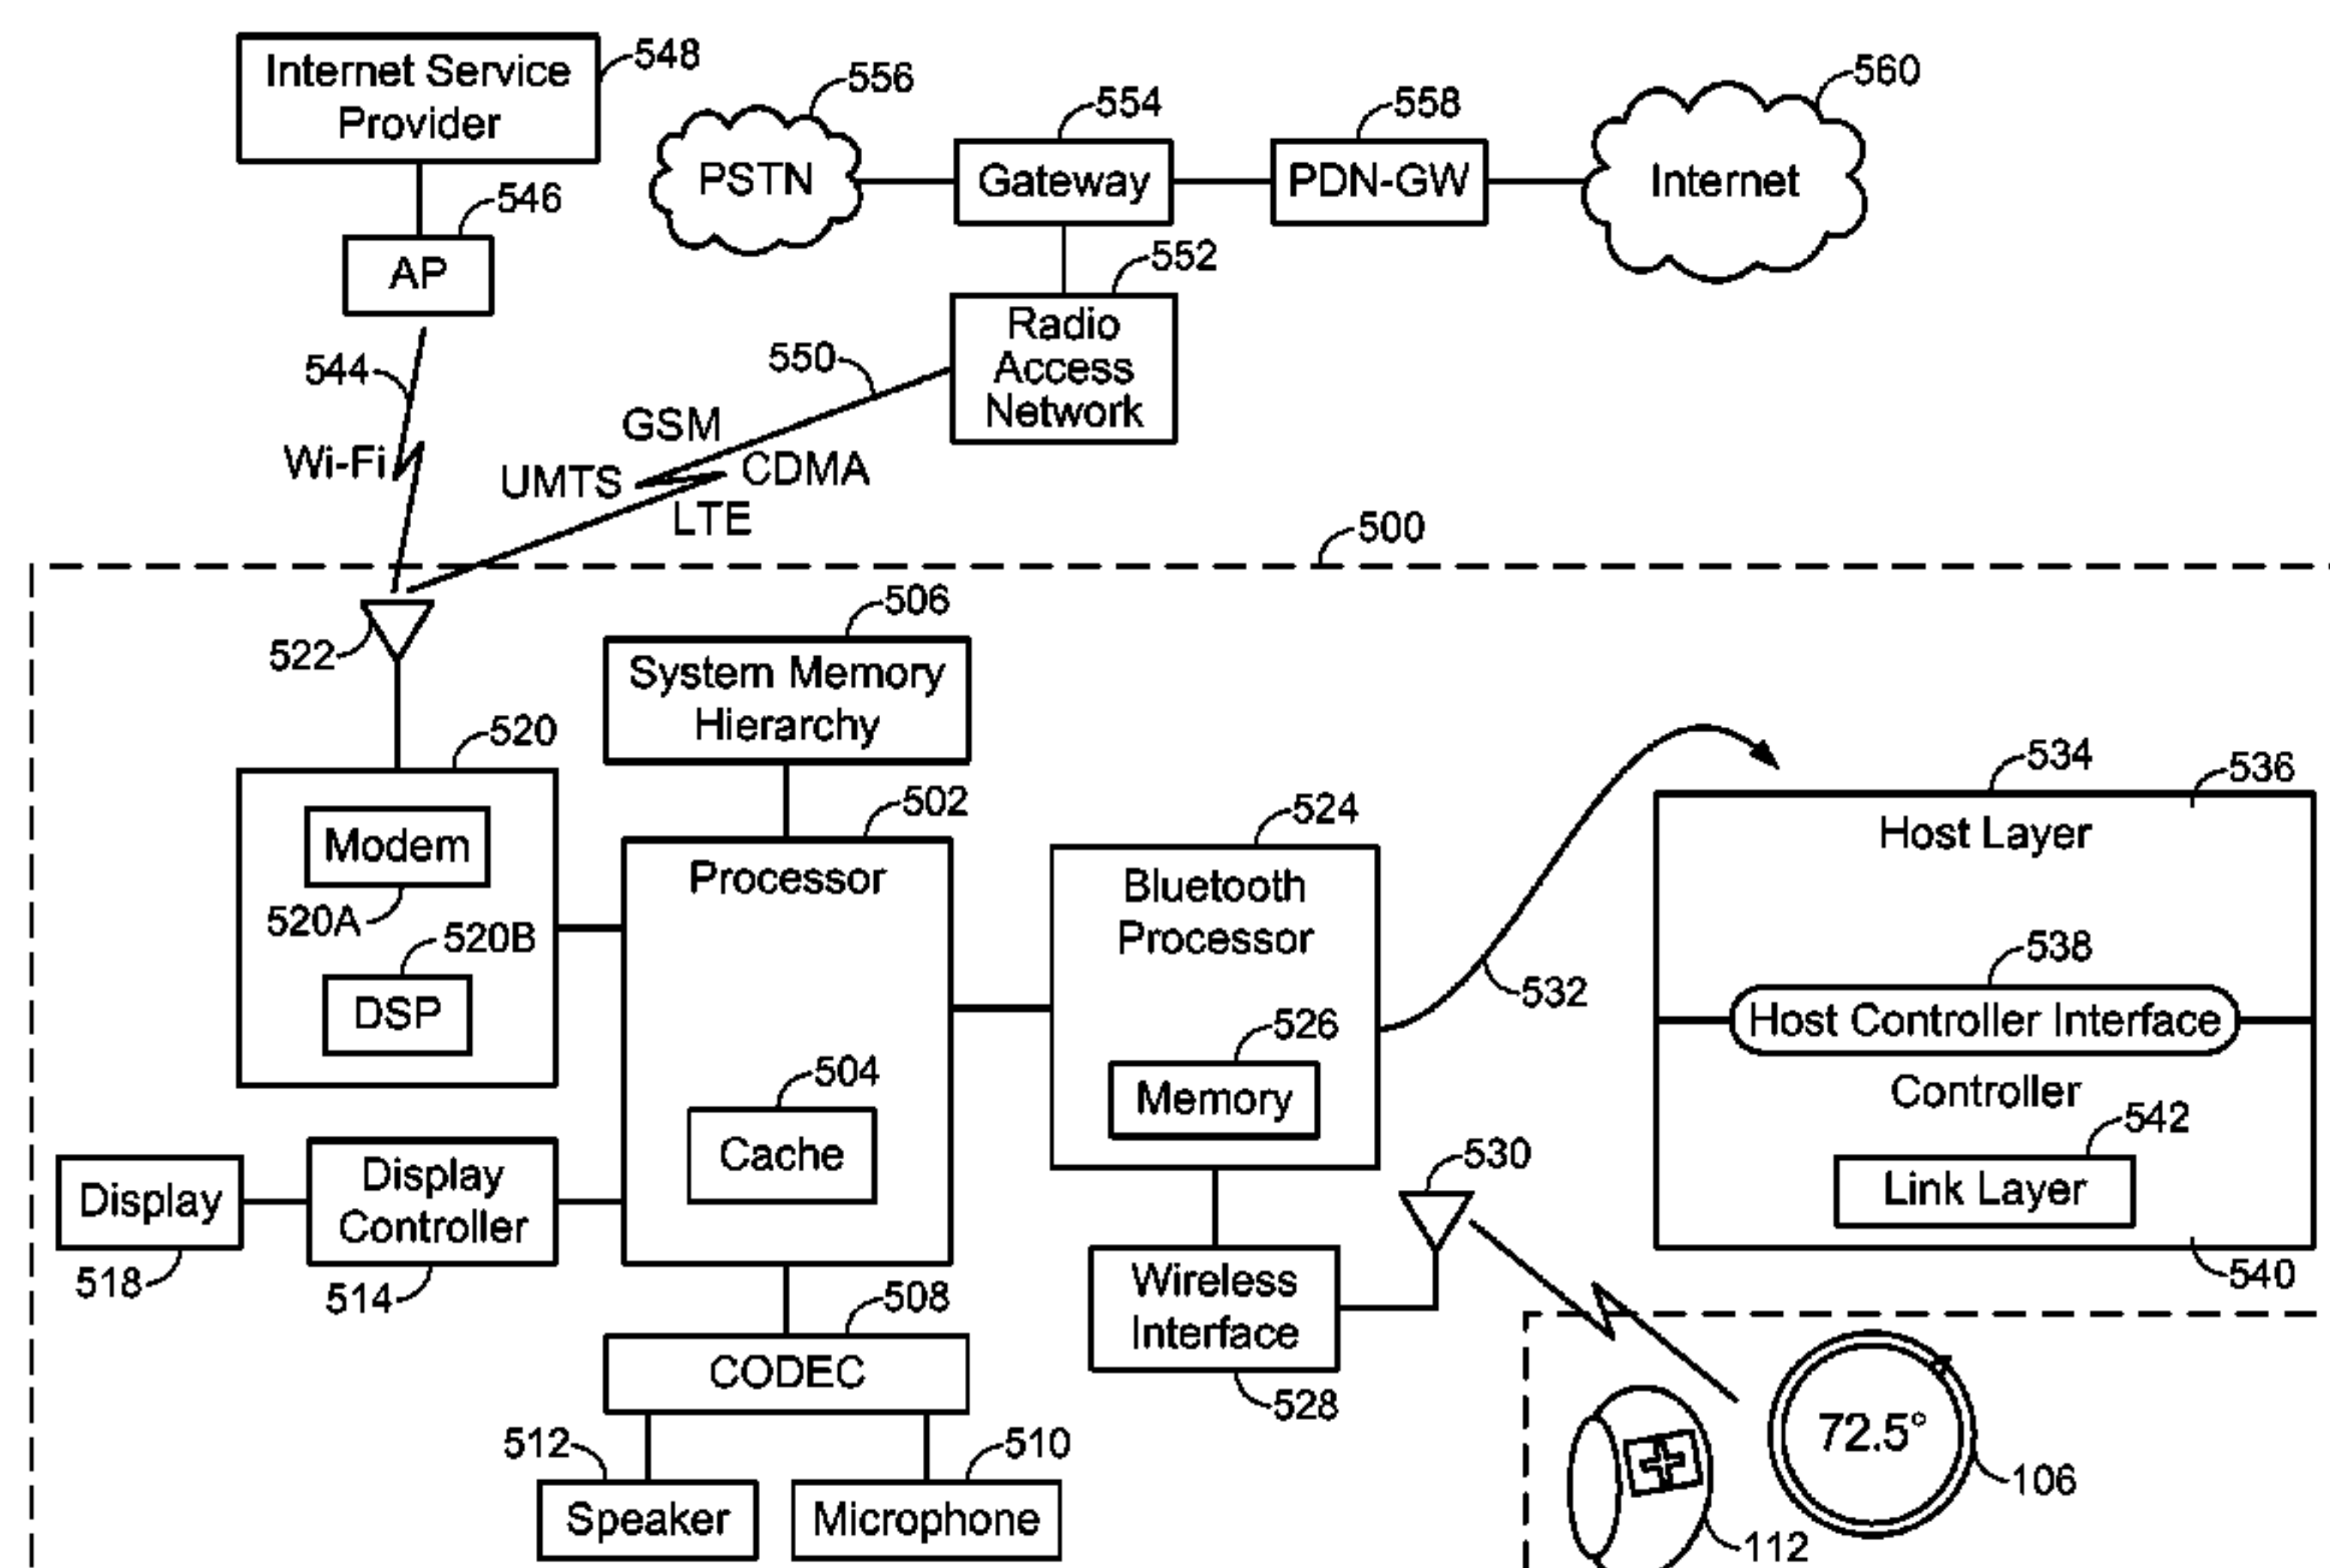 Internet Service
Provider
548
556
554
558
560
PSTN
Gateway
PDN-GW
Internet
546
AP
552
Radio
Access
Network
544
550
GSM
Wi-Fi
UMTS
CDMA
LTE
500
522
506
System Memory
Hierarchy
520
Modem
520A
520B
DSP
502
Processor
504
Cache
524
Bluetooth
Processor
526
Memory
532
534
536
Host Layer
538
Host Controller Interface
Controller
542
Link Layer
540
Display
518
Display
Controller
514
530
Wireless
Interface
528
508
CODEC
512
Speaker
510
Microphone
72.5°
106
112